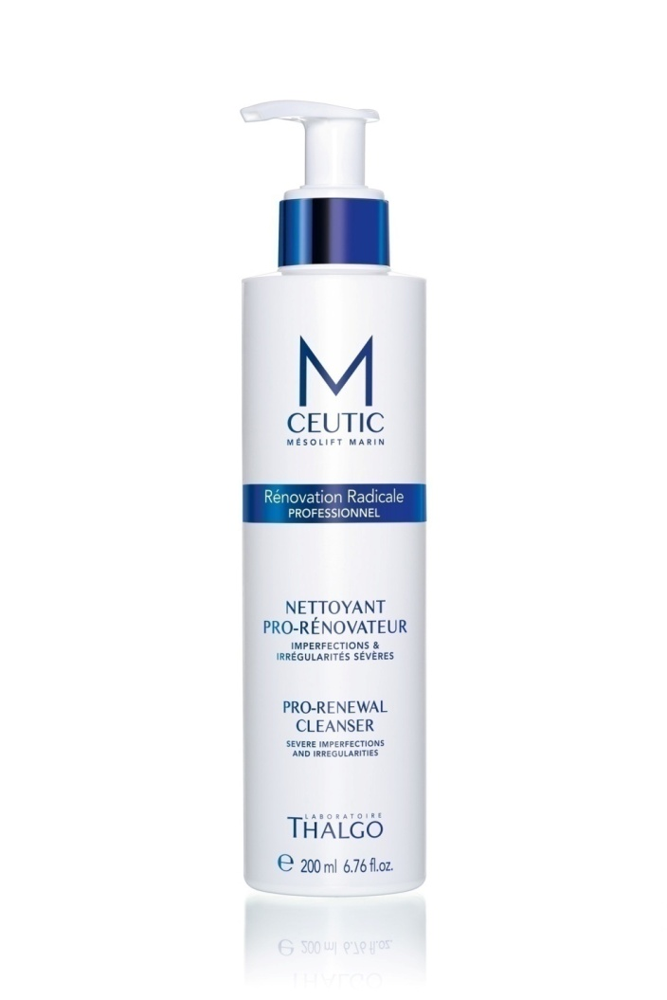 M
CEUTIC
MÉSOLIFT MARIN
Rénovation Radicale
PROFESSIONNEL
NETTOYANT
PRO-RÉNOVATEUR
IMPERFECTIONS &
IRRÉGULARITÉS SÉVÈRES
PRO-RENEWAL
CLEANSER
SEVERE IMPERFECTIONS
AND IRREGULARITIES
LABORATOIRE
THALGO
℮ 200 ml 6.76 fl.oz.